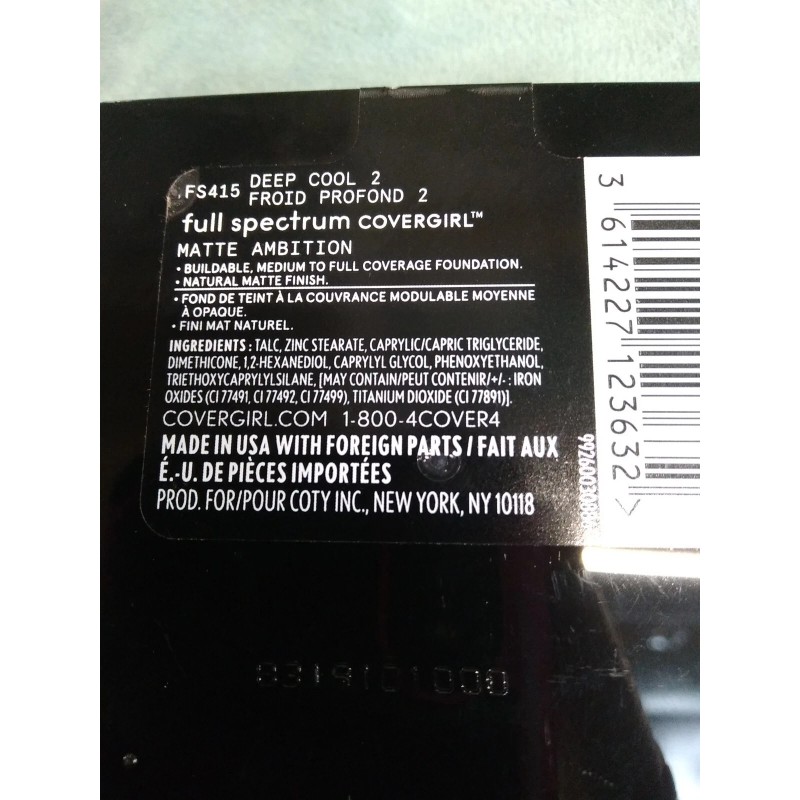 FS415 DEEP COOL 2
FROID PROFOND 2
full spectrum COVERGIRL™
MATTE AMBITION
• BUILDABLE, MEDIUM TO FULL COVERAGE FOUNDATION.
• NATURAL MATTE FINISH.
• FOND DE TEINT À LA COUVRANCE MODULABLE MOYENNE
À OPAQUE.
• FINI MAT NATUREL.
INGREDIENTS : TALC, ZINC STEARATE, CAPRYLIC/CAPRIC TRIGLYCERIDE,
DIMETHICONE, 1,2-HEXANEDIOL, CAPRYLYL GLYCOL, PHENOXYETHANOL,
TRIETHOXYCAPRYLYLSILANE, [MAY CONTAIN/PEUT CONTENIR/+/- : IRON
OXIDES (CI 77491, CI 77492, CI 77499), TITANIUM DIOXIDE (CI 77891)].
COVERGIRL.COM 1-800-4COVER4
MADE IN USA WITH FOREIGN PARTS / FAIT AUX
É.-U. DE PIÈCES IMPORTÉES
PROD. FOR/POUR COTY INC., NEW YORK, NY 10118
3 614227 123632 >